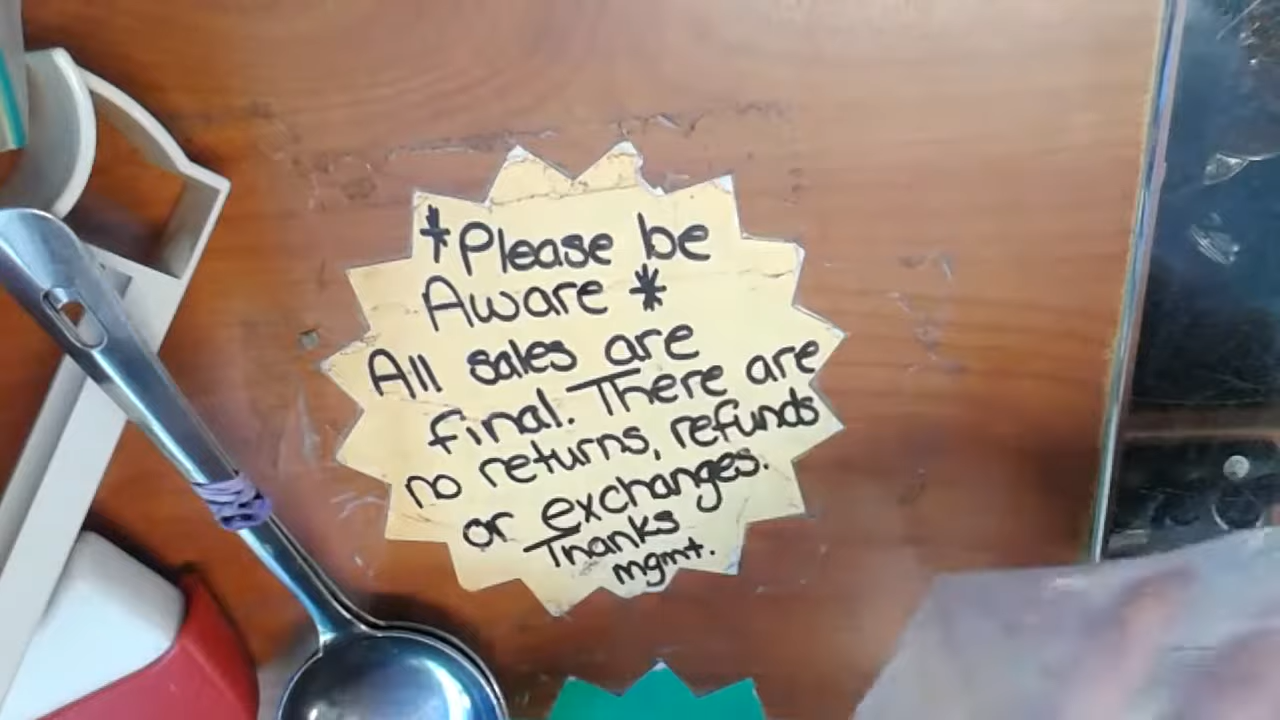 *Please be
Aware *
All sales are
final. There are
no returns, refunds
or exchanges.
Thanks
mgmt.